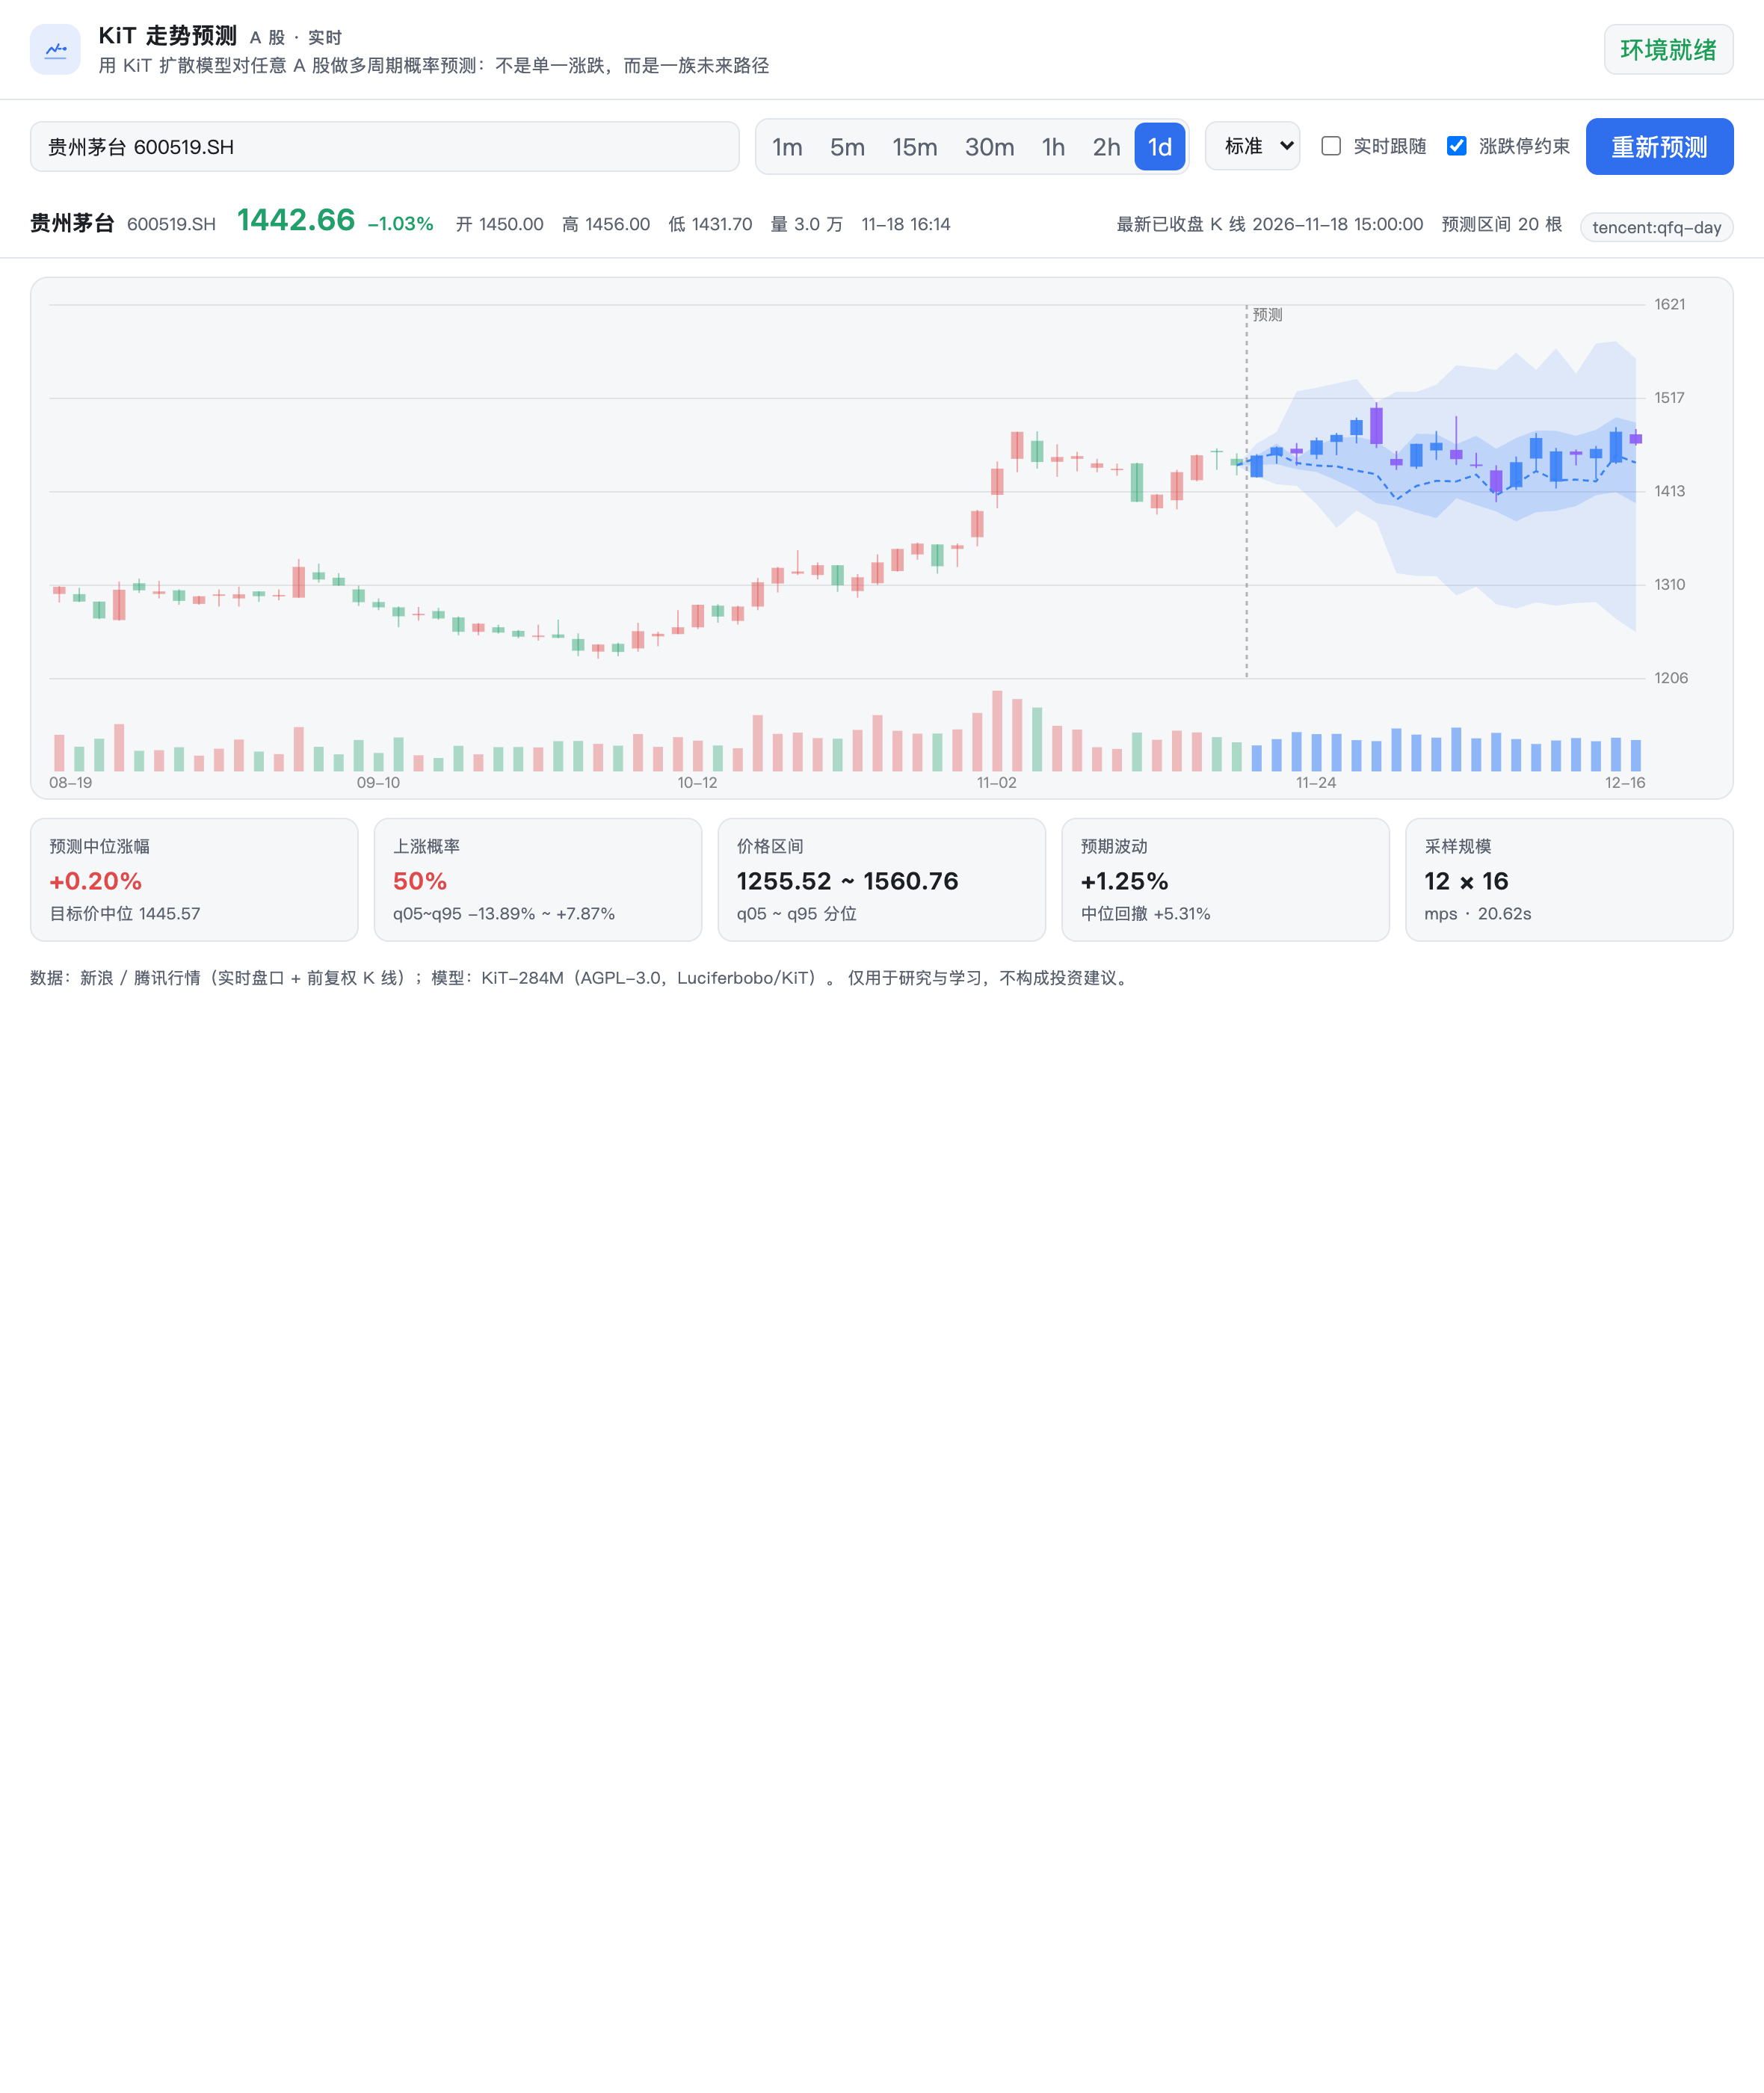 KiT 走势预测 A 股 · 实时
用 KiT 扩散模型对任意 A 股做多周期概率预测：不是单一涨跌，而是一族未来路径
环境就绪
贵州茅台 600519.SH
1m 5m 15m 30m 1h 2h 1d
标准
实时跟随
涨跌停约束
重新预测
贵州茅台 600519.SH 1442.66 -1.03% 开 1450.00 高 1456.00 低 1431.70 量 3.0 万 11-18 16:14
最新已收盘 K 线 2026-11-18 15:00:00 预测区间 20 根 tencent:qfq-day
预测
1621
1517
1413
1310
1206
08-19 09-10 10-12 11-02 11-24 12-16
预测中位涨幅
+0.20%
目标价中位 1445.57
上涨概率
50%
q05~q95 -13.89% ~ +7.87%
价格区间
1255.52 ~ 1560.76
q05 ~ q95 分位
预期波动
+1.25%
中位回撤 +5.31%
采样规模
12 × 16
mps · 20.62s
数据：新浪 / 腾讯行情（实时盘口 + 前复权 K 线）；模型：KiT-284M（AGPL-3.0，Luciferbobo/KiT）。 仅用于研究与学习，不构成投资建议。